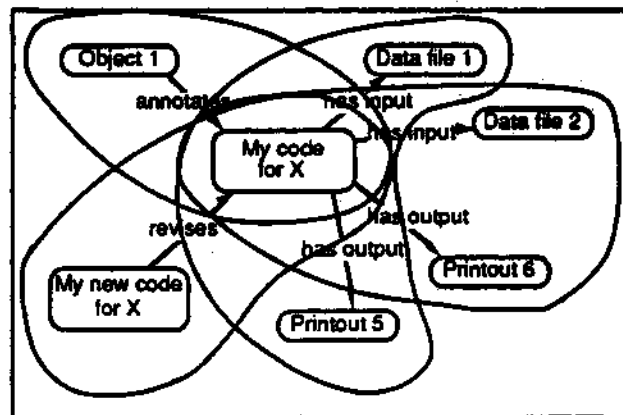 Object 1
Data file 1
annotates
has input
has input
Data file 2
My code
for X
has output
revises
has output
My new code
for X
Printout 6
Printout 5